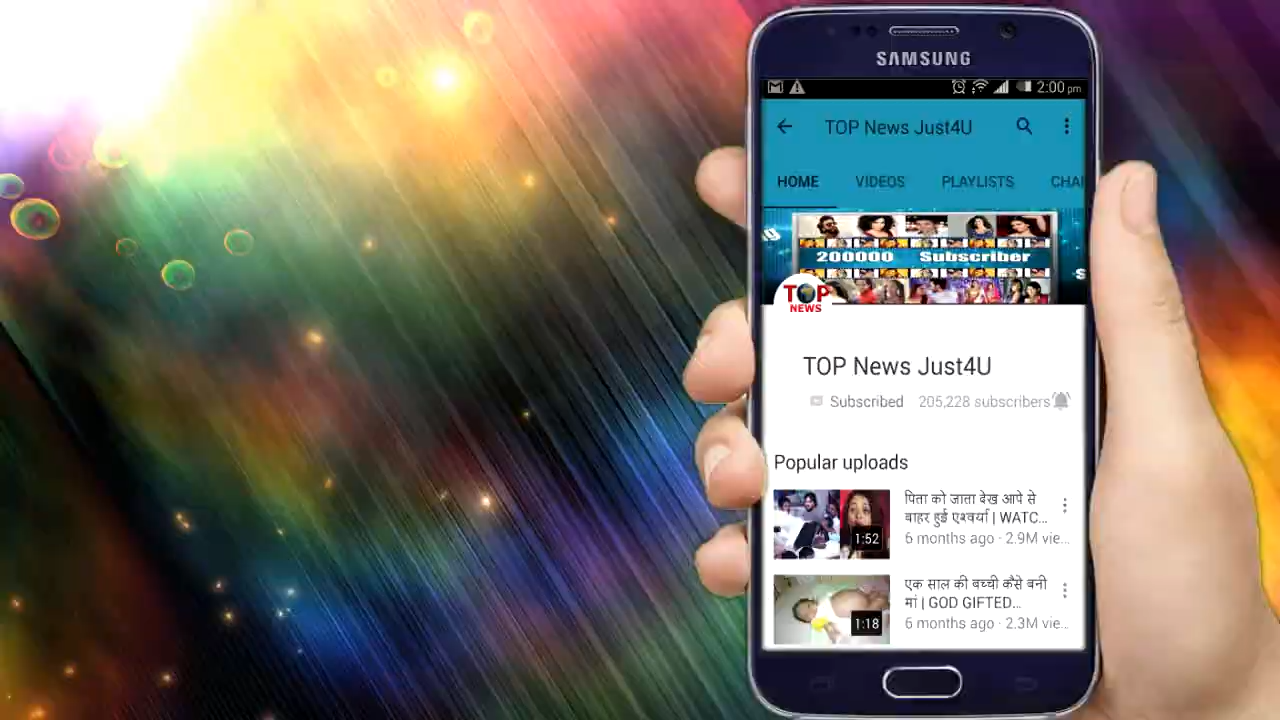 SAMSUNG
2:00 pm
TOP News Just4U
HOME VIDEOS PLAYLISTS CHA
200000 Subscriber
TOP
NEWS
TOP News Just4U
Subscribed 205,228 subscribers
Popular uploads
पिता को जाता देख आपे से
बाहर हुई एश्वर्या | WATC...
6 months ago · 2.9M vie...
1:52
एक साल की बच्ची कैसे बनी
मां | GOD GIFTED...
6 months ago · 2.3M vie...
1:18